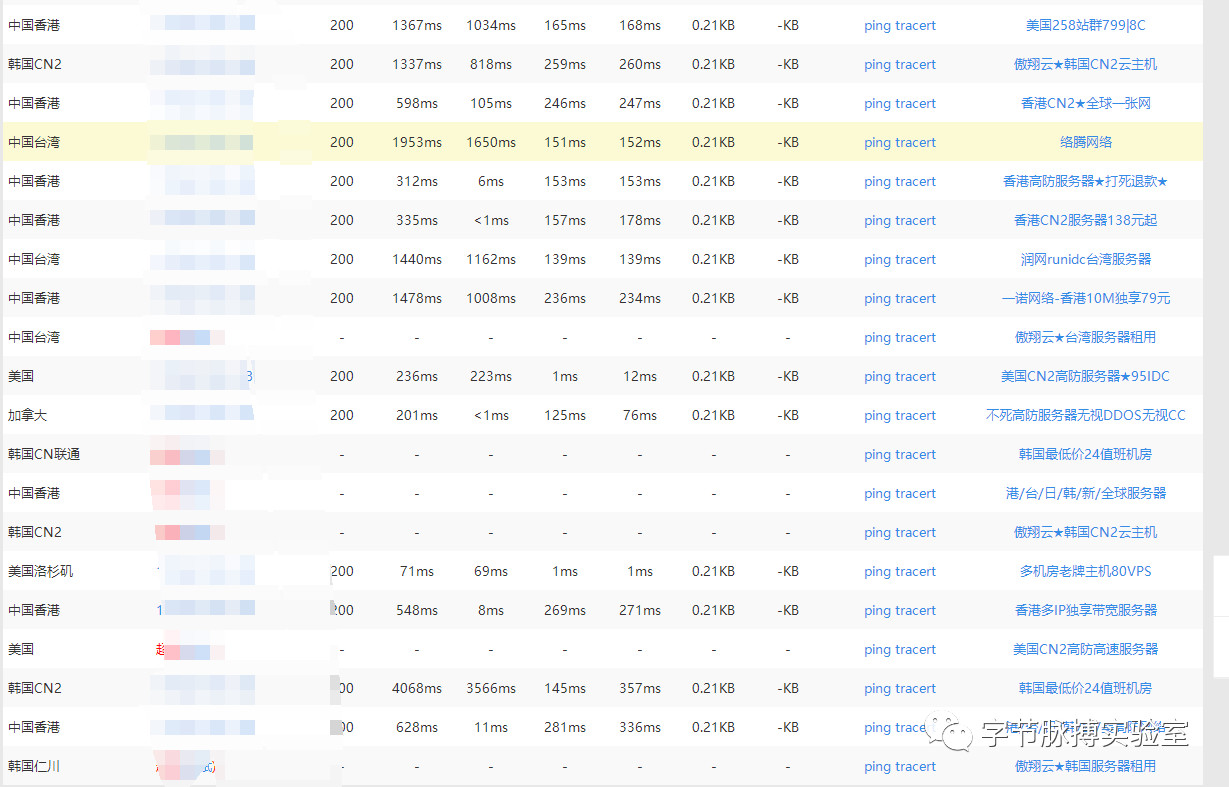 中国香港 200 1367ms 1034ms 165ms 168ms 0.21KB -KB ping tracert 美国258站群799|8C
韩国CN2 200 1337ms 818ms 259ms 260ms 0.21KB -KB ping tracert 傲翔云★韩国CN2云主机
中国香港 200 598ms 105ms 246ms 247ms 0.21KB -KB ping tracert 香港CN2★全球一张网
中国台湾 200 1953ms 1650ms 151ms 152ms 0.21KB -KB ping tracert 络腾网络
中国香港 200 312ms 6ms 153ms 153ms 0.21KB -KB ping tracert 香港高防服务器★打死退款★
中国香港 200 335ms <1ms 157ms 178ms 0.21KB -KB ping tracert 香港CN2服务器138元起
中国台湾 200 1440ms 1162ms 139ms 139ms 0.21KB -KB ping tracert 润网runidc台湾服务器
中国香港 200 1478ms 1008ms 236ms 234ms 0.21KB -KB ping tracert 一诺网络-香港10M独享79元
中国台湾 - - - - - - - ping tracert 傲翔云★台湾服务器租用
美国 3 200 236ms 223ms 1ms 12ms 0.21KB -KB ping tracert 美国CN2高防服务器★95IDC
加拿大 200 201ms <1ms 125ms 76ms 0.21KB -KB ping tracert 不死高防服务器无视DDOS无视CC
韩国CN联通 - - - - - - - ping tracert 韩国最低价24值班机房
中国香港 - - - - - - - ping tracert 港/台/日/韩/新/全球服务器
韩国CN2 - - - - - - - ping tracert 傲翔云★韩国CN2云主机
美国洛杉矶 200 71ms 69ms 1ms 1ms 0.21KB -KB ping tracert 多机房老牌主机80VPS
中国香港 1 200 548ms 8ms 269ms 271ms 0.21KB -KB ping tracert 香港多IP独享带宽服务器
美国 超 - - - - - - - ping tracert 美国CN2高防高速服务器
韩国CN2 00 4068ms 3566ms 145ms 357ms 0.21KB -KB ping tracert 韩国最低价24值班机房
中国香港 00 628ms 11ms 281ms 336ms 0.21KB -KB ping tracert
字节脉搏实验室
韩国仁川 - - - - - - - ping tracert 傲翔云★韩国服务器租用